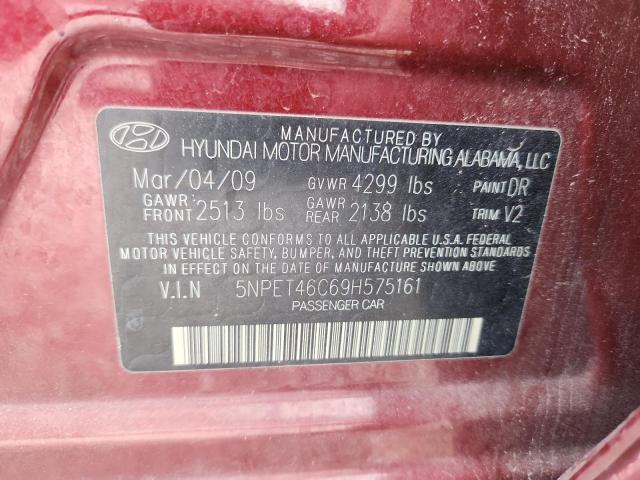 MANUFACTURED BY
HYUNDAI MOTOR MANUFACTURING ALABAMA, LLC
Mar/04/09 GVWR 4299 lbs PAINT DR
GAWR FRONT 2513 lbs GAWR REAR 2138 lbs TRIM V2
THIS VEHICLE CONFORMS TO ALL APPLICABLE U.S.A. FEDERAL
MOTOR VEHICLE SAFETY, BUMPER, AND THEFT PREVENTION STANDARDS
IN EFFECT ON THE DATE OF MANUFACTURE SHOWN ABOVE.
V.I.N 5NPET46C69H575161
PASSENGER CAR